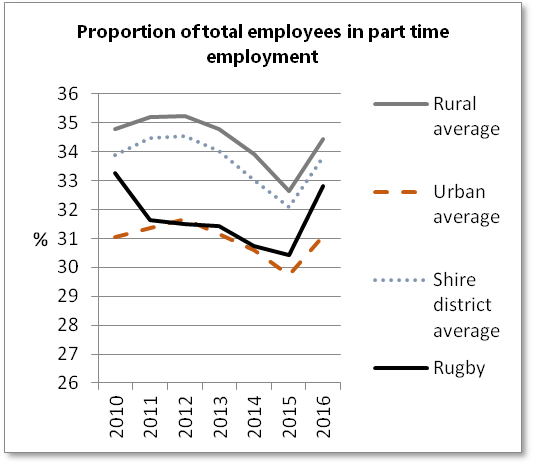 Proportion of total employees in part time
employment
36
35
34
33
32
31
30
29
28
27
26
%
2010
2011
2012
2013
2014
2015
2016
Rural
average
Urban
average
Shire
district
average
Rugby